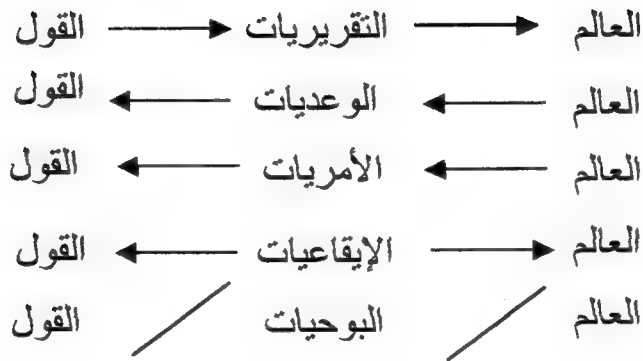 العالم التقريريات القول
العالم الوعديات القول
العالم الأمريات القول
العالم الإيقاعيات القول
العالم البوحيات القول